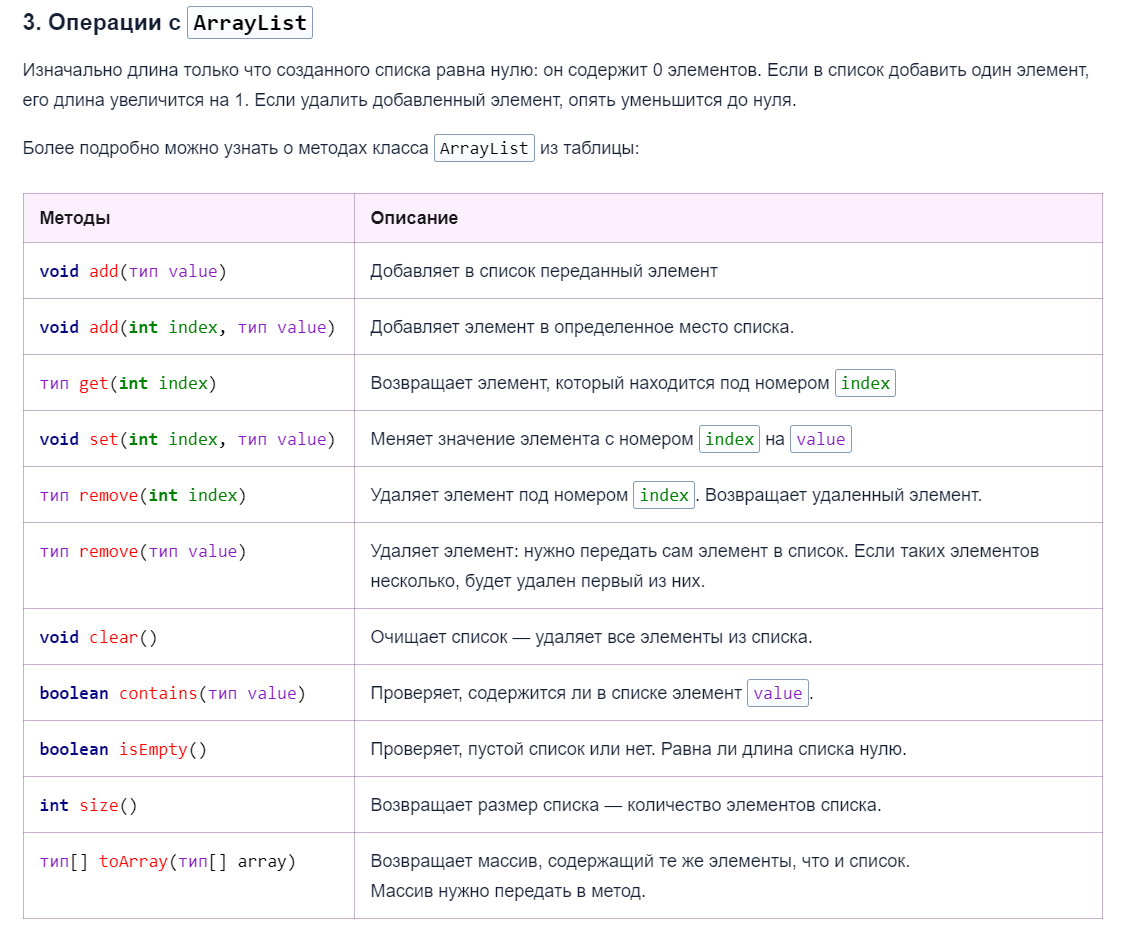 3. Операции с ArrayList
Изначально длина только что созданного списка равна нулю: он содержит 0 элементов. Если в список добавить один элемент,
его длина увеличится на 1. Если удалить добавленный элемент, опять уменьшится до нуля.
Более подробно можно узнать о методах класса ArrayList из таблицы:
Методы Описание
void add(тип value) Добавляет в список переданный элемент
void add(int index, тип value) Добавляет элемент в определенное место списка.
тип get(int index) Возвращает элемент, который находится под номером index
void set(int index, тип value) Меняет значение элемента с номером index на value
тип remove(int index) Удаляет элемент под номером index. Возвращает удаленный элемент.
тип remove(тип value) Удаляет элемент: нужно передать сам элемент в список. Если таких элементов
несколько, будет удален первый из них.
void clear() Очищает список — удаляет все элементы из списка.
boolean contains(тип value) Проверяет, содержится ли в списке элемент value.
boolean isEmpty() Проверяет, пустой список или нет. Равна ли длина списка нулю.
int size() Возвращает размер списка — количество элементов списка.
тип[] toArray(тип[] array) Возвращает массив, содержащий те же элементы, что и список.
Массив нужно передать в метод.